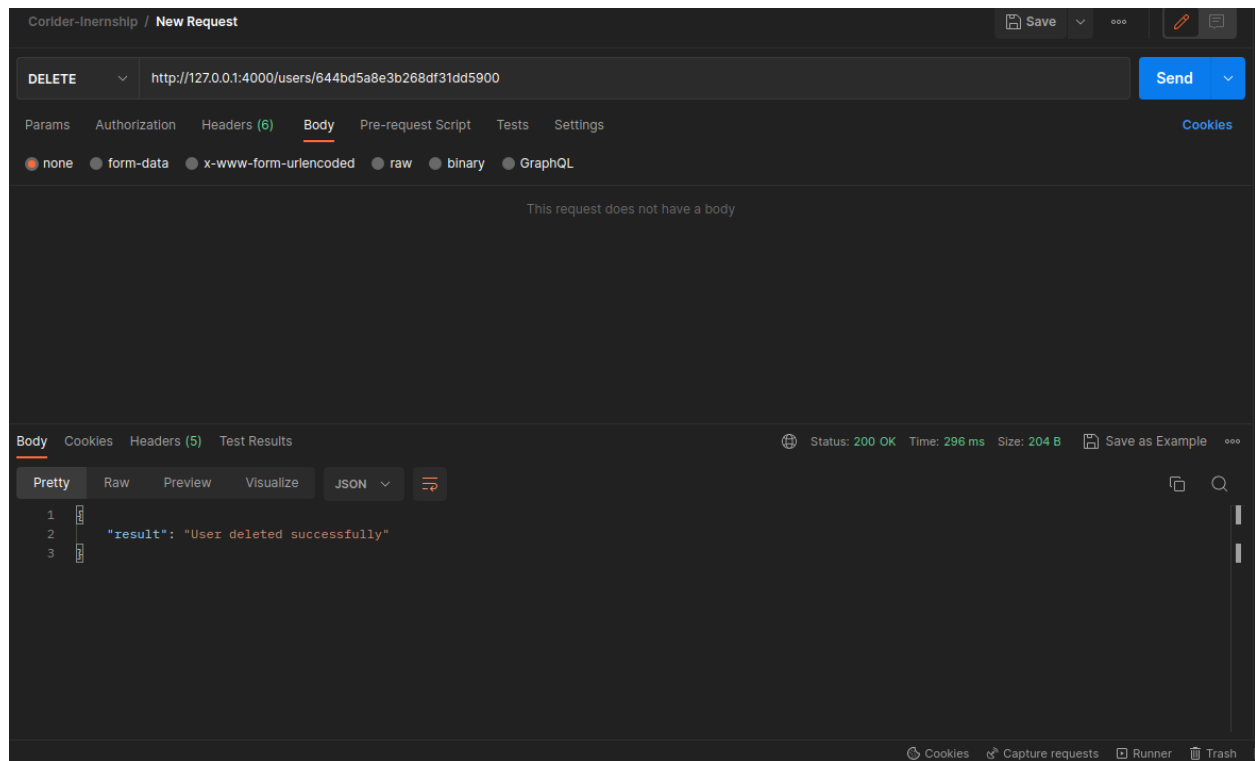 Corider-Inernship / New Request
Save
DELETE http://127.0.0.1:4000/users/644bd5a8e3b268df31dd5900 Send
Params Authorization Headers (6) Body Pre-request Script Tests Settings Cookies
none form-data x-www-form-urlencoded raw binary GraphQL
This request does not have a body
Body Cookies Headers (5) Test Results Status: 200 OK Time: 296 ms Size: 204 B Save as Example
Pretty Raw Preview Visualize JSON
1 {
2 "result": "User deleted successfully"
3 }
Cookies Capture requests Runner Trash